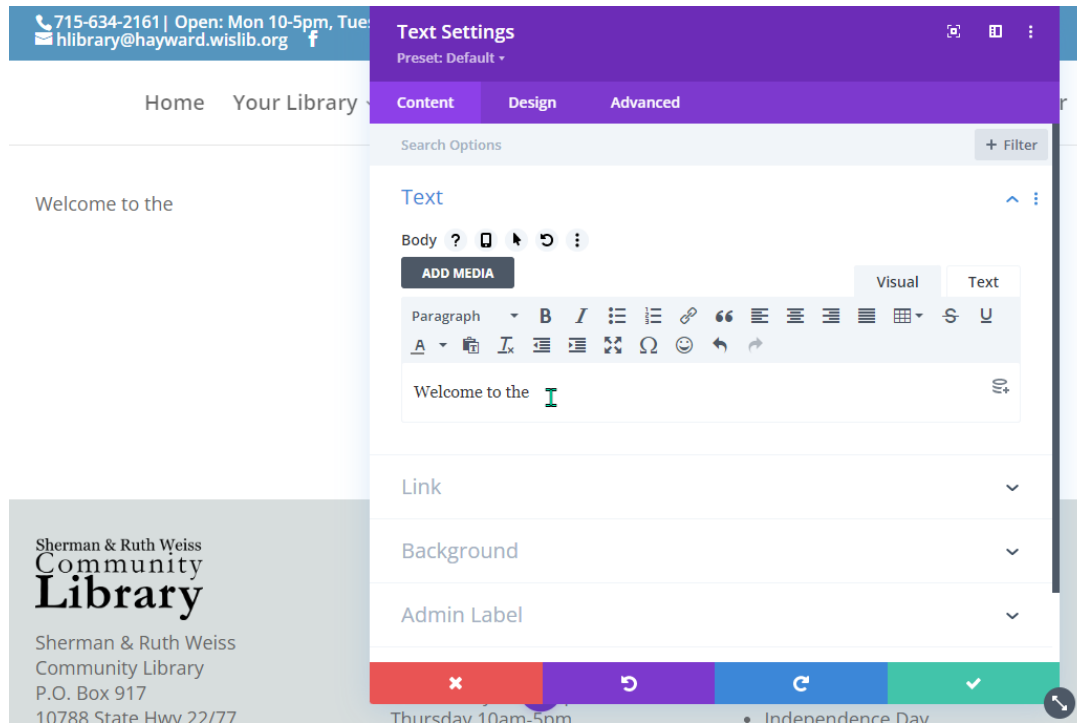 715-634-2161| Open: Mon 10-5pm, Tues
hlibrary@hayward.wislib.org
Home Your Library
Welcome to the
Text Settings
Preset: Default
Content Design Advanced
Search Options
+ Filter
Text
Body ?
ADD MEDIA
Visual Text
Paragraph B I U
A
Welcome to the
Link
Background
Admin Label
Sherman & Ruth Weiss
Community
Library
Sherman & Ruth Weiss
Community Library
P.O. Box 917
10788 State Hwy 22/77
Thursday 10am-5pm
• Independence Day